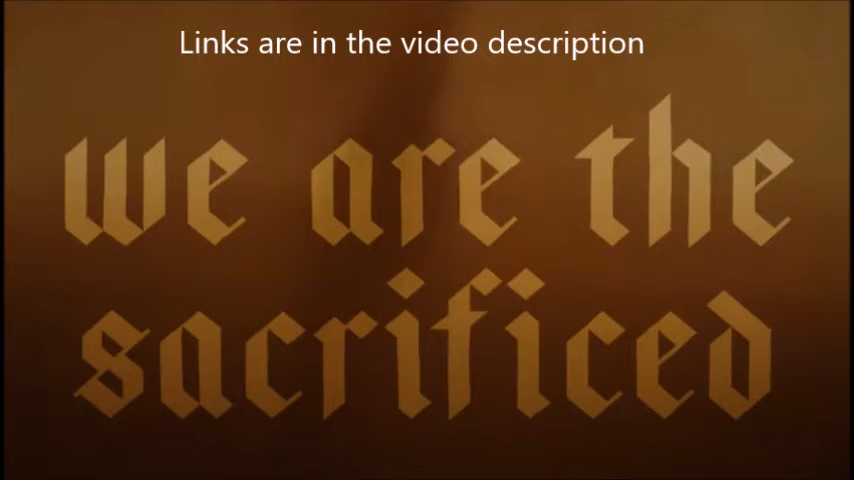 Links are in the video description
we are the
sacrificed